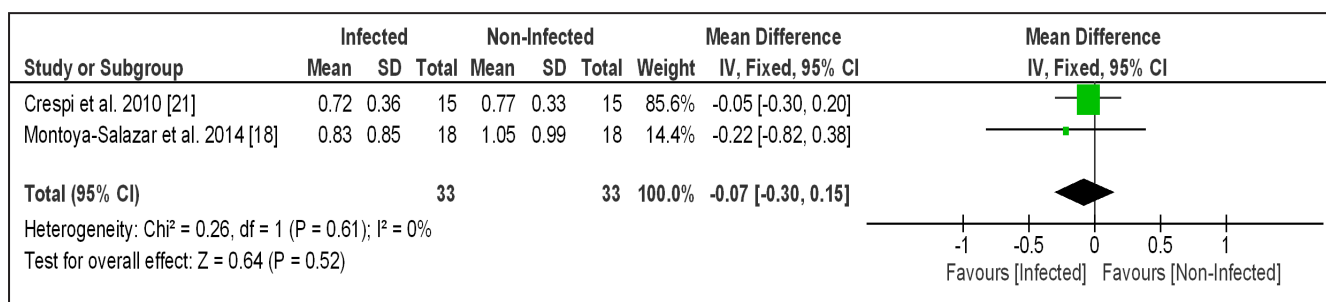 Infected Non-Infected Mean Difference Mean Difference
Study or Subgroup Mean SD Total Mean SD Total Weight IV, Fixed, 95% CI IV, Fixed, 95% CI
Crespi et al. 2010 [21] 0.72 0.36 15 0.77 0.33 15 85.6% -0.05 [-0.30, 0.20]
Montoya-Salazar et al. 2014 [18] 0.83 0.85 18 1.05 0.99 18 14.4% -0.22 [-0.82, 0.38]
Total (95% CI) 33 33 100.0% -0.07 [-0.30, 0.15]
Heterogeneity: Chi² = 0.26, df = 1 (P = 0.61); I² = 0%
Test for overall effect: Z = 0.64 (P = 0.52)
-1 -0.5 0 0.5 1
Favours [Infected] Favours [Non-Infected]